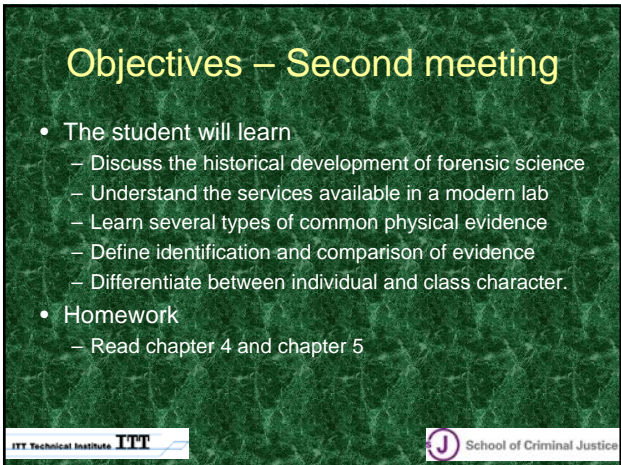 Objectives – Second meeting
• The student will learn
– Discuss the historical development of forensic science
– Understand the services available in a modern lab
– Learn several types of common physical evidence
– Define identification and comparison of evidence
– Differentiate between individual and class character.
• Homework
– Read chapter 4 and chapter 5
ITT Technical Institute ITT
J School of Criminal Justice